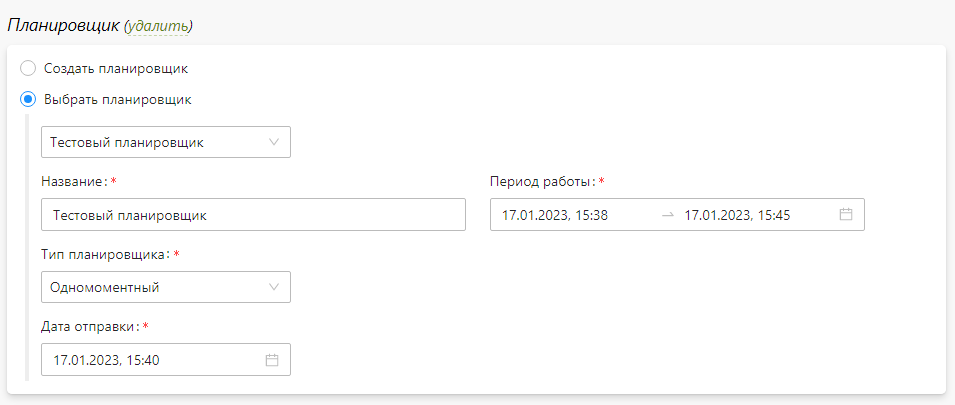 Планировщик (удалить)
Создать планировщик
Выбрать планировщик
Тестовый планировщик
Название: * Период работы: *
Тестовый планировщик 17.01.2023, 15:38 → 17.01.2023, 15:45
Тип планировщика: *
Одномоментный
Дата отправки: *
17.01.2023, 15:40